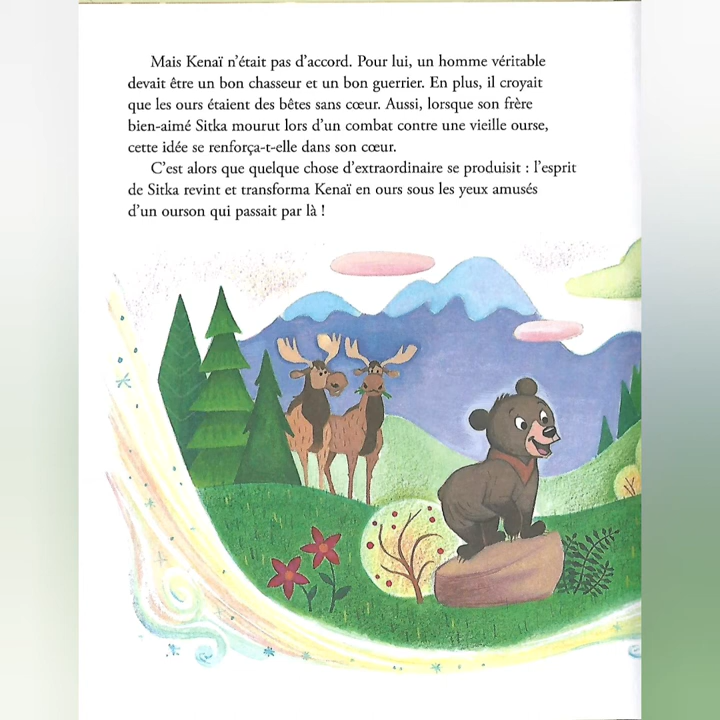 Mais Kenaï n'était pas d'accord. Pour lui, un homme véritable
devait être un bon chasseur et un bon guerrier. En plus, il croyait
que les ours étaient des bêtes sans cœur. Aussi, lorsque son frère
bien-aimé Sitka mourut lors d'un combat contre une vieille ourse,
cette idée se renforça-t-elle dans son cœur.
C'est alors que quelque chose d'extraordinaire se produisit : l'esprit
de Sitka revint et transforma Kenaï en ours sous les yeux amusés
d'un ourson qui passait par là !